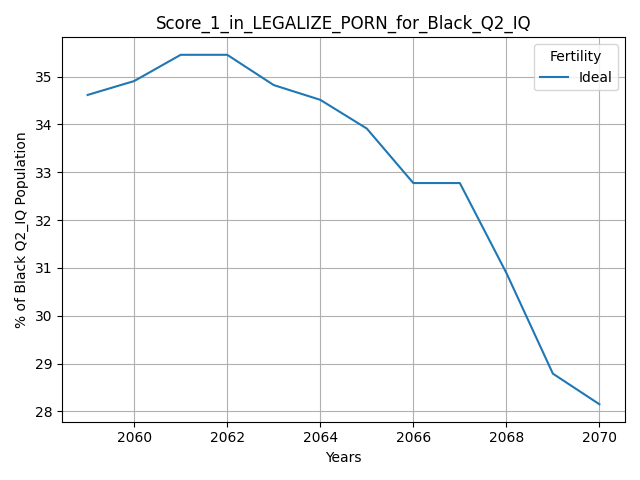 Score_1_in_LEGALIZE_PORN_for_Black_Q2_IQ
Fertility
Ideal
% of Black Q2_IQ Population
35
34
33
32
31
30
29
28
2060 2062 2064 2066 2068 2070
Years